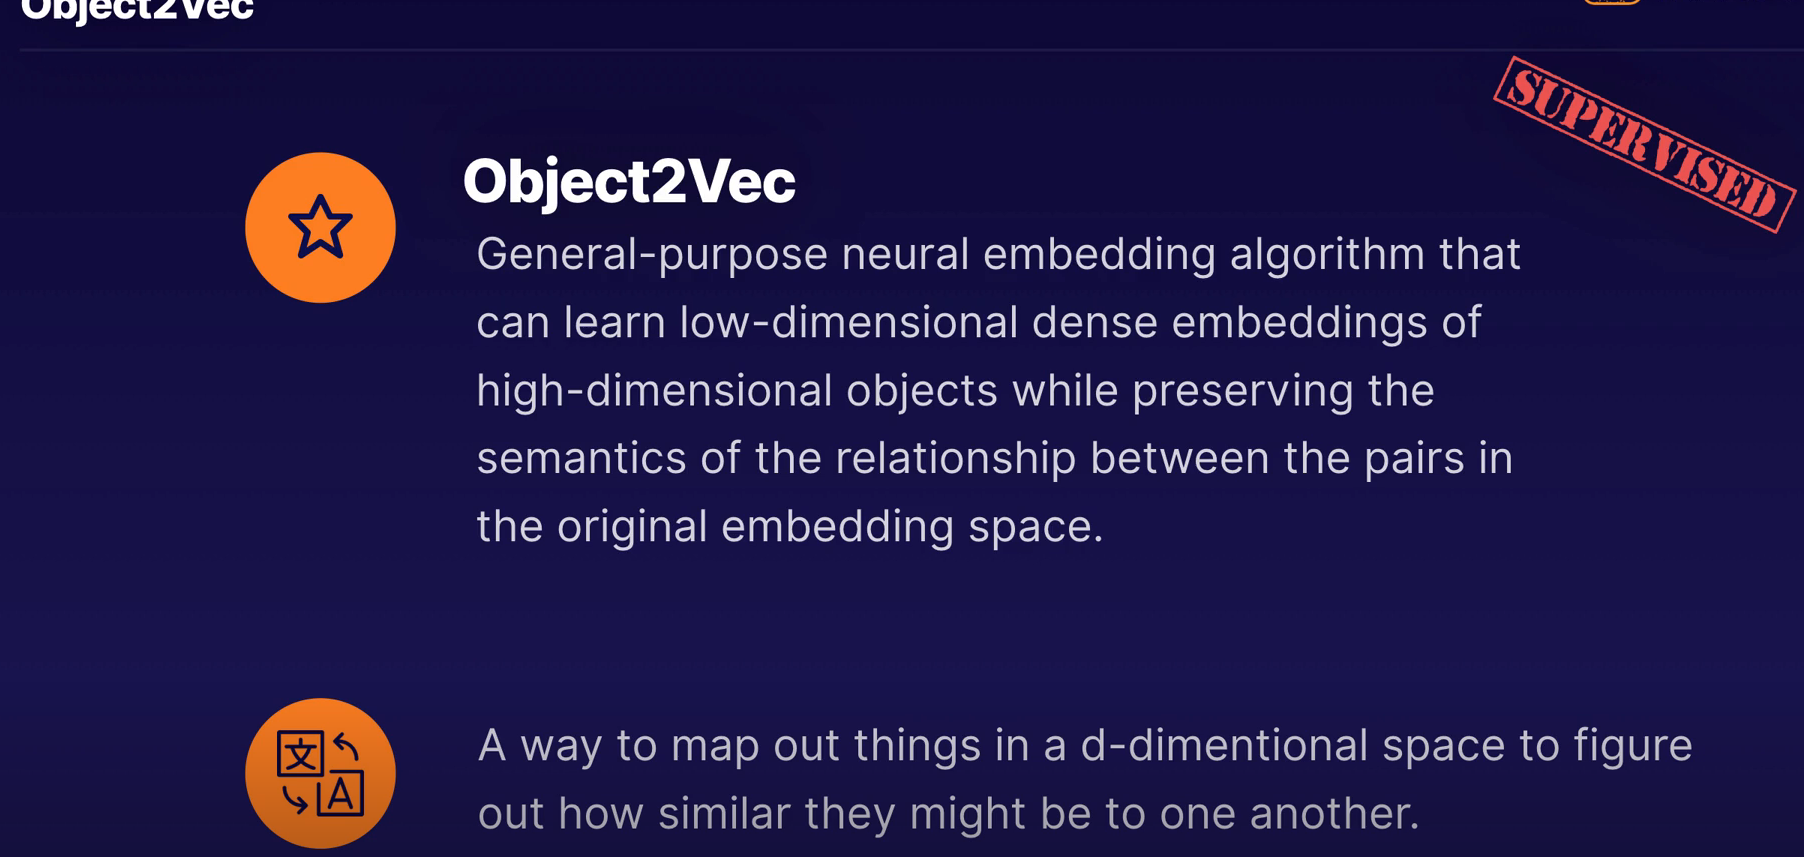 Object2Vec
SUPERVISED
Object2Vec
General-purpose neural embedding algorithm that
can learn low-dimensional dense embeddings of
high-dimensional objects while preserving the
semantics of the relationship between the pairs in
the original embedding space.
文
A
A way to map out things in a d-dimentional space to figure
out how similar they might be to one another.